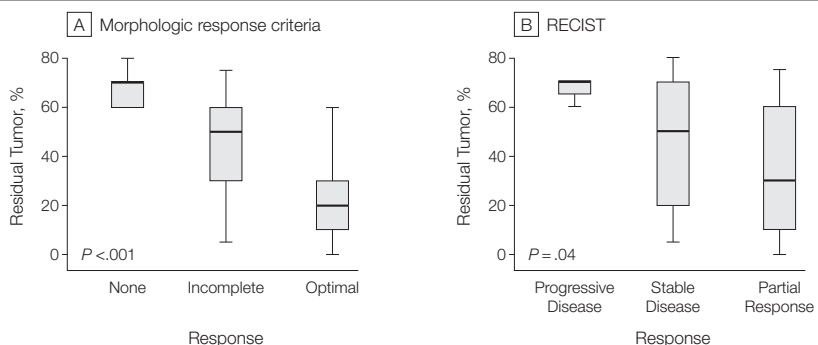 A Morphologic response criteria
80
60
40
20
0
Residual Tumor, %
P <.001
None Incomplete Optimal
Response
B RECIST
80
60
40
20
0
Residual Tumor, %
P = .04
Progressive Disease
Stable Disease
Partial Response
Response